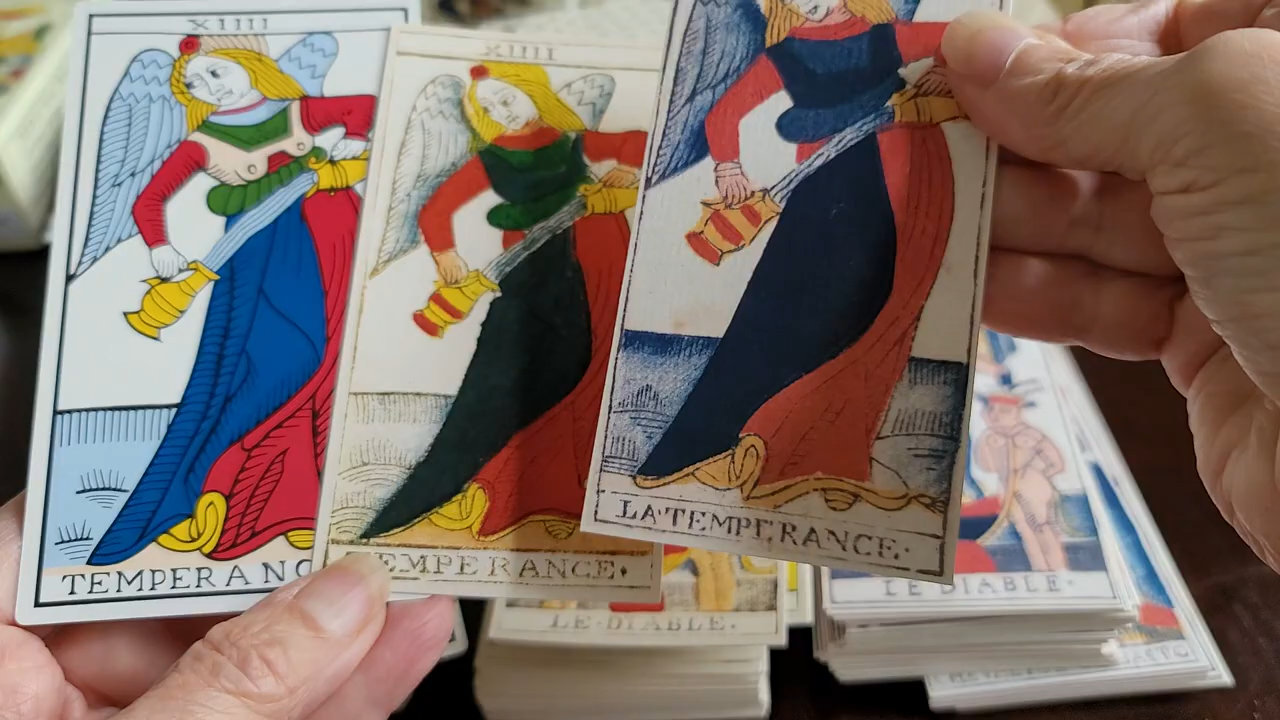 XIIII
XIIII
TEMPERANC
TEMPERANCE·
LA·TEMPERANCE·
LE·DIABLE·
LE DIABLE·